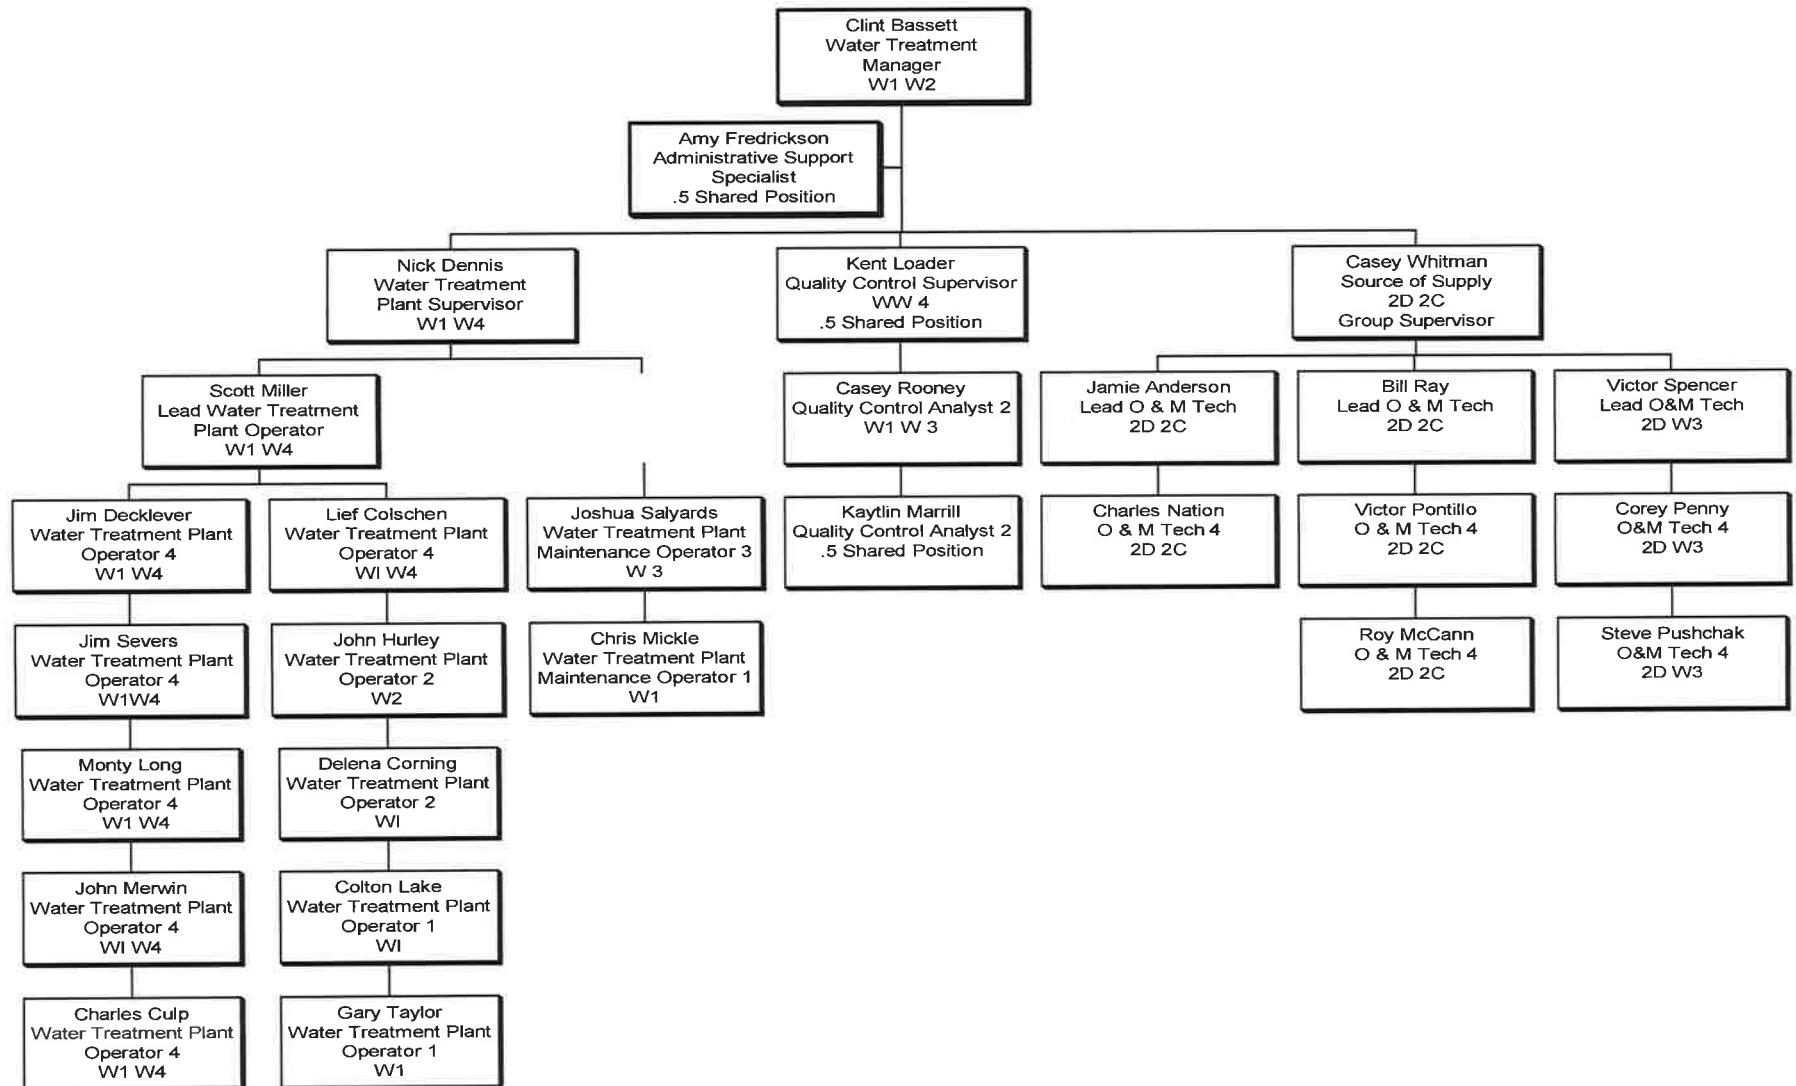 Clint Bassett
Water Treatment
Manager
W1 W2
Amy Fredrickson
Administrative Support
Specialist
.5 Shared Position
Nick Dennis
Water Treatment
Plant Supervisor
W1 W4
Kent Loader
Quality Control Supervisor
WW 4
.5 Shared Position
Casey Whitman
Source of Supply
2D 2C
Group Supervisor
Scott Miller
Lead Water Treatment
Plant Operator
W1 W4
Casey Rooney
Quality Control Analyst 2
W1 W 3
Jamie Anderson
Lead O & M Tech
2D 2C
Bill Ray
Lead O & M Tech
2D 2C
Victor Spencer
Lead O&M Tech
2D W3
Jim Decklever
Water Treatment Plant
Operator 4
W1 W4
Lief Colschen
Water Treatment Plant
Operator 4
WI W4
Joshua Salyards
Water Treatment Plant
Maintenance Operator 3
W 3
Kaytlin Marrill
Quality Control Analyst 2
.5 Shared Position
Charles Nation
O & M Tech 4
2D 2C
Victor Pontillo
O & M Tech 4
2D 2C
Corey Penny
O&M Tech 4
2D W3
Jim Severs
Water Treatment Plant
Operator 4
W1W4
John Hurley
Water Treatment Plant
Operator 2
W2
Chris Mickle
Water Treatment Plant
Maintenance Operator 1
W1
Roy McCann
O & M Tech 4
2D 2C
Steve Pushchak
O&M Tech 4
2D W3
Monty Long
Water Treatment Plant
Operator 4
W1 W4
Delena Corning
Water Treatment Plant
Operator 2
WI
John Merwin
Water Treatment Plant
Operator 4
WI W4
Colton Lake
Water Treatment Plant
Operator 1
WI
Charles Culp
Water Treatment Plant
Operator 4
W1 W4
Gary Taylor
Water Treatment Plant
Operator 1
W1